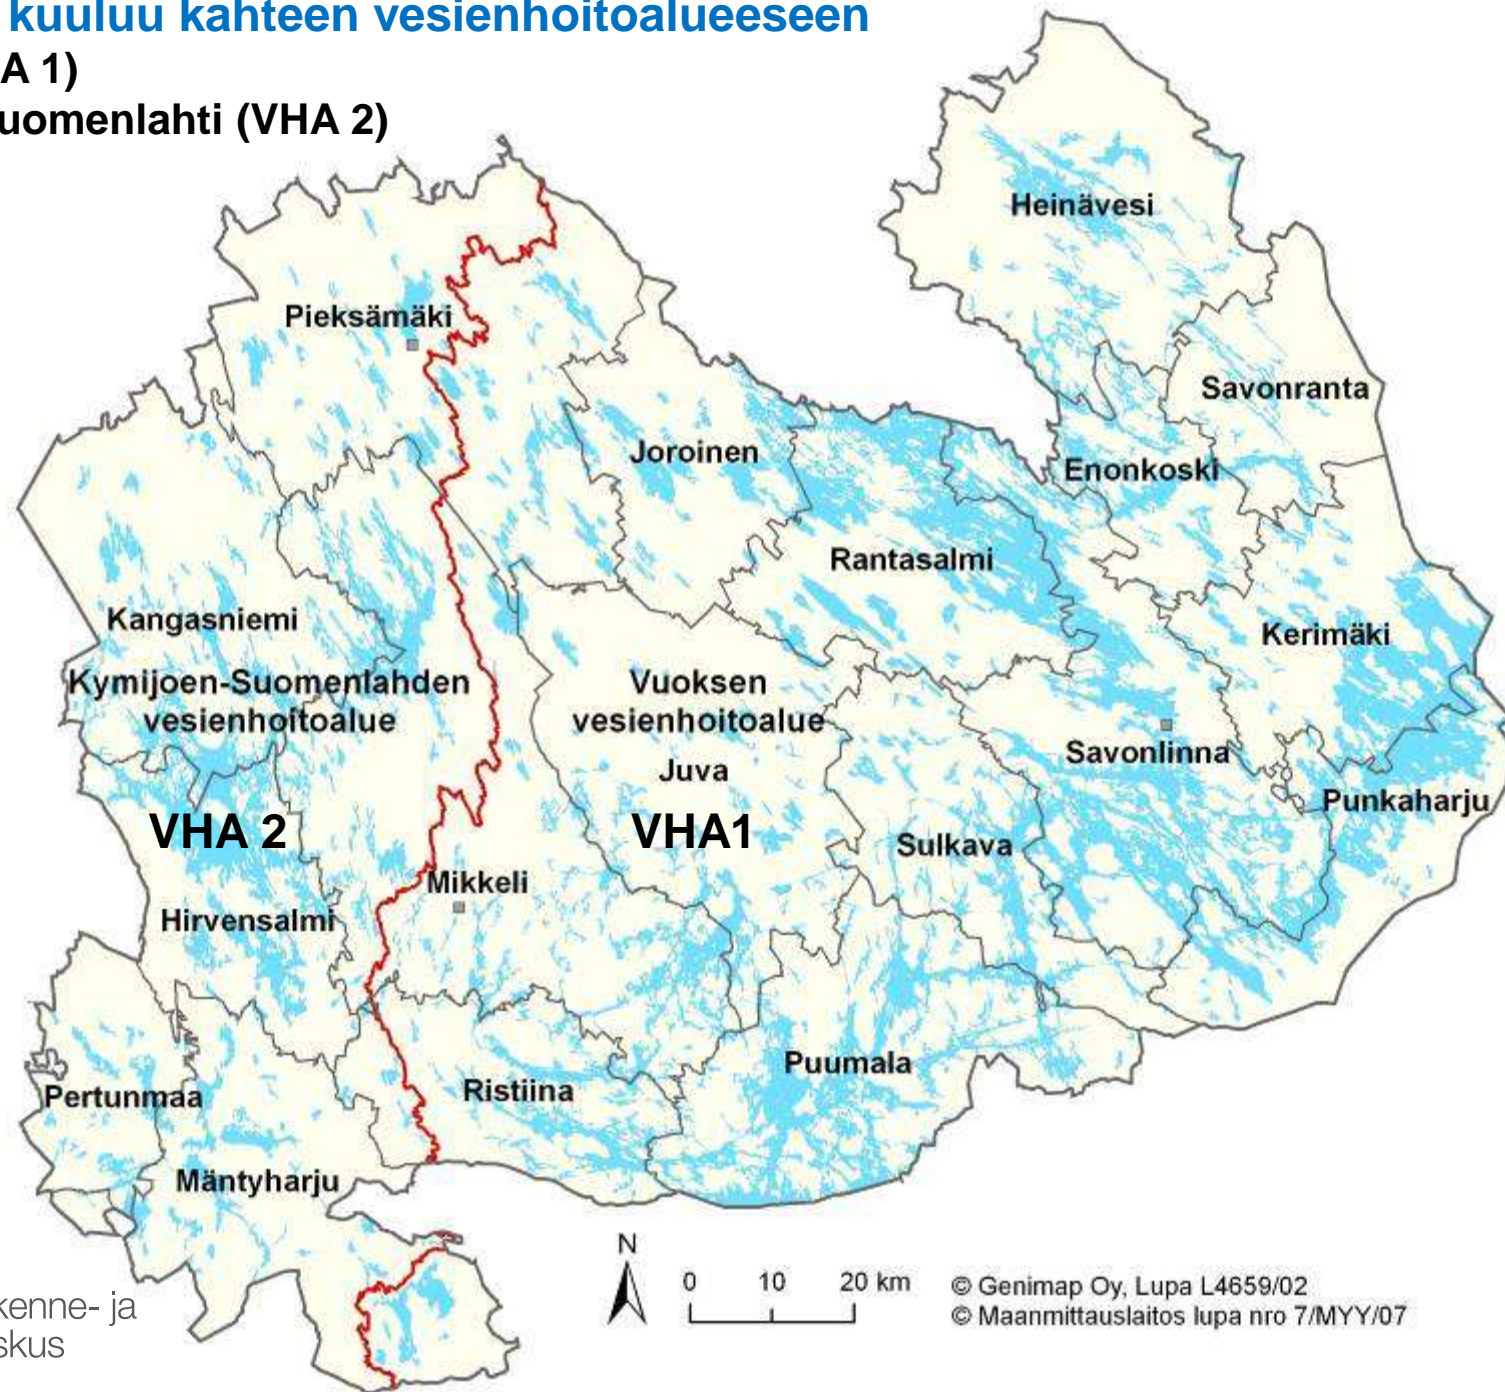 kuuluu kahteen vesienhoitoalueeseen
A 1)
uomenlahti (VHA 2)
Heinävesi
Pieksämäki
Savonranta
Joroinen
Enonkoski
Rantasalmi
Kangasniemi
Kerimäki
Kymijoen-Suomenlahden
vesienhoitoalue
Vuoksen
vesienhoitoalue
Juva
Savonlinna
Punkaharju
VHA 2
VHA1
Sulkava
Mikkeli
Hirvensalmi
Puumala
Pertunmaa
Ristiina
Mäntyharju
N
0 10 20 km
© Genimap Oy, Lupa L4659/02
© Maanmittauslaitos lupa nro 7/MYY/07
kenne- ja
skus